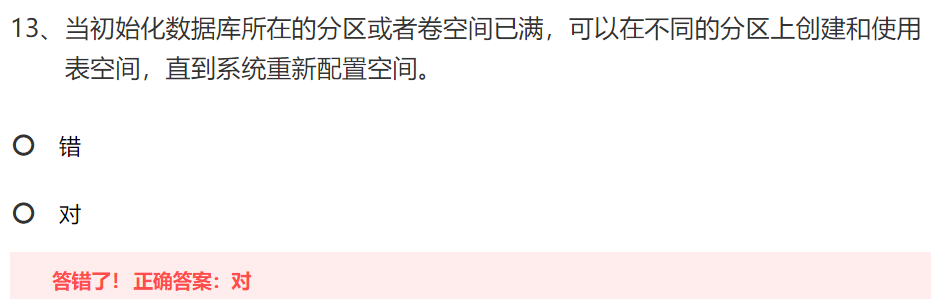 13、当初始化数据库所在的分区或者卷空间已满，可以在不同的分区上创建和使用
表空间，直到系统重新配置空间。
错
对
答错了！正确答案：对